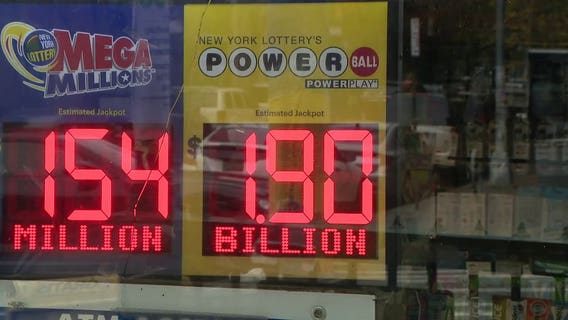 NEW YORK LOTTERY
MEGA
MILLIONS
Estimated Jackpot
154
MILLION
NEW YORK LOTTERY'S
POWERBALL
POWERPLAY
Estimated Jackpot
$
1.90
BILLION
ATM